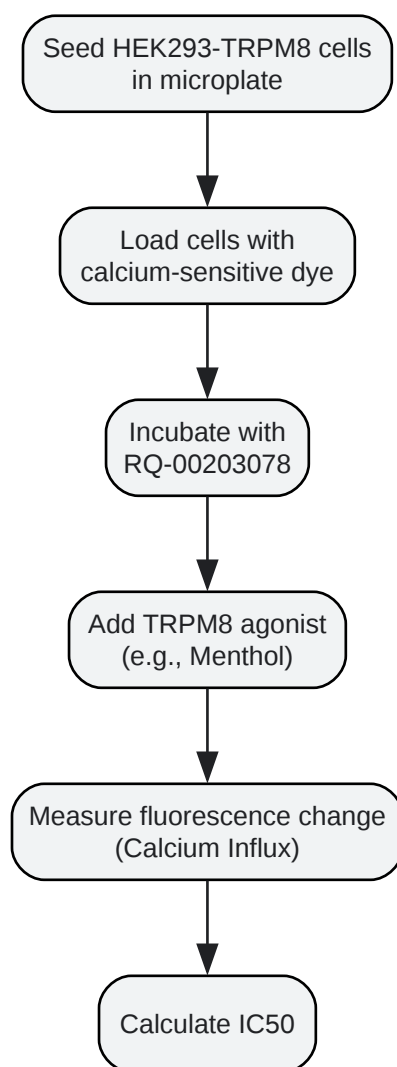 Seed HEK293-TRPM8 cells
in microplate
Load cells with
calcium-sensitive dye
Incubate with
RQ-00203078
Add TRPM8 agonist
(e.g., Menthol)
Measure fluorescence change
(Calcium Influx)
Calculate IC50